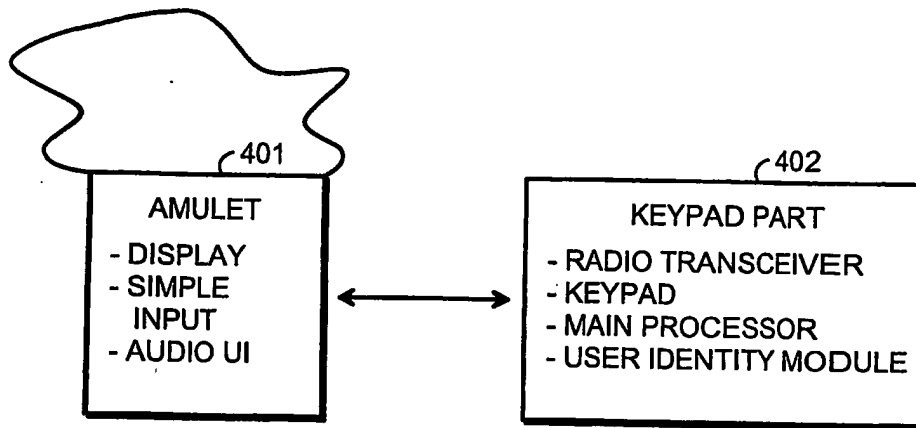 401
AMULET
- DISPLAY
- SIMPLE
INPUT
- AUDIO UI
402
KEYPAD PART
- RADIO TRANSCEIVER
- KEYPAD
- MAIN PROCESSOR
- USER IDENTITY MODULE